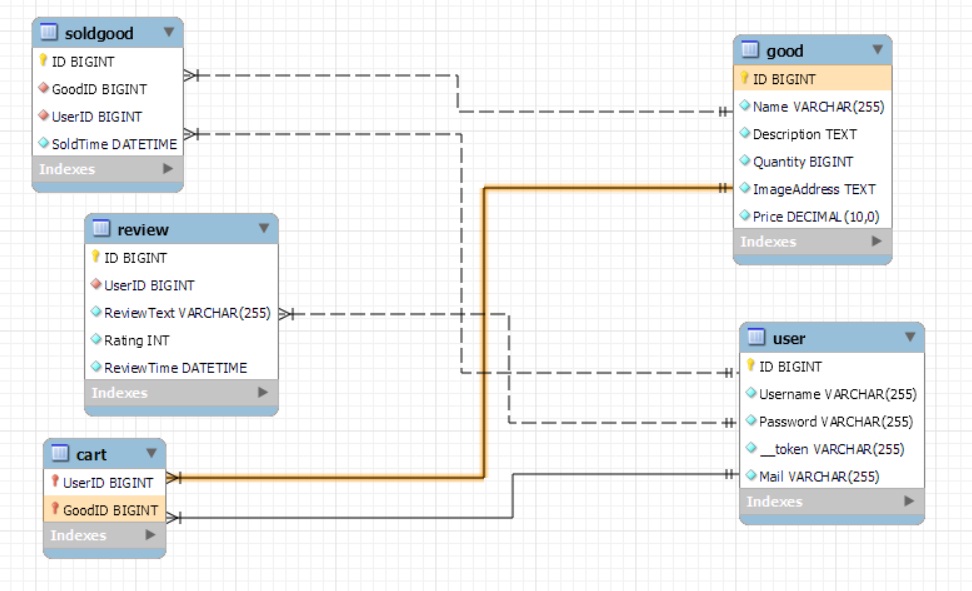 soldgood
ID BIGINT
GoodID BIGINT
UserID BIGINT
SoldTime DATETIME
Indexes
good
ID BIGINT
Name VARCHAR(255)
Description TEXT
Quantity BIGINT
ImageAddress TEXT
Price DECIMAL(10,0)
Indexes
review
ID BIGINT
UserID BIGINT
ReviewText VARCHAR(255)
Rating INT
ReviewTime DATETIME
Indexes
user
ID BIGINT
Username VARCHAR(255)
Password VARCHAR(255)
__token VARCHAR(255)
Mail VARCHAR(255)
Indexes
cart
UserID BIGINT
GoodID BIGINT
Indexes